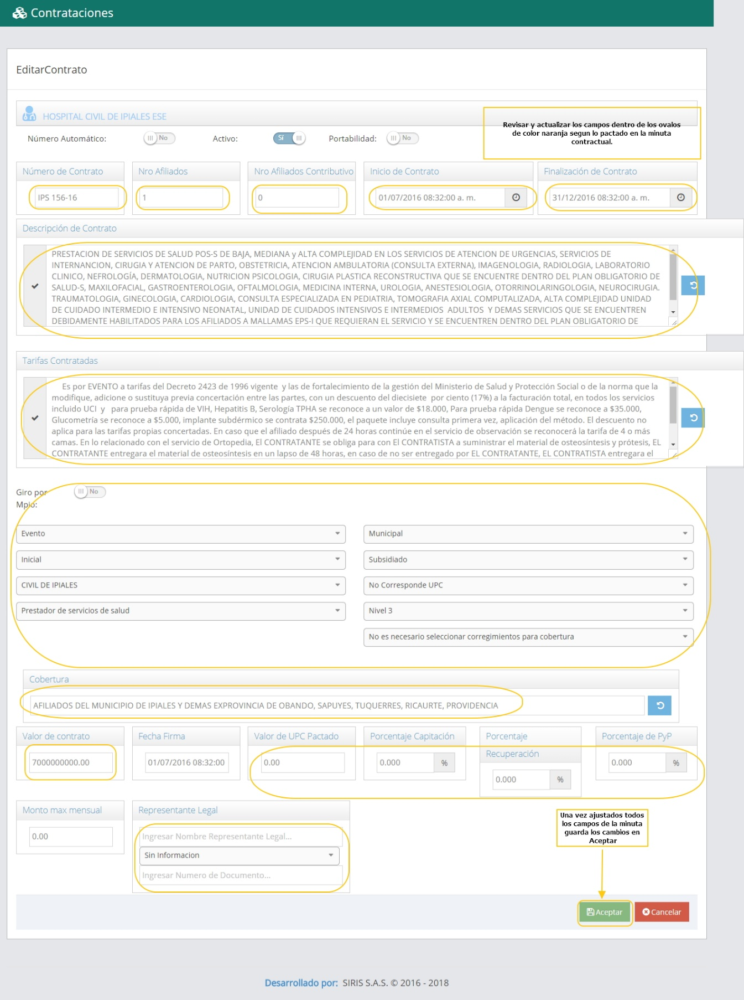 Contrataciones
EditarContrato
HOSPITAL CIVIL DE IPIALES ESE
Revisar y actualizar los campos dentro de los ovalos
de color naranja segun lo pactado en la minuta
contractual.
Número Automático: No Activo: Sí Portabilidad: No
Número de Contrato Nro Afiliados Nro Afiliados Contributivo Inicio de Contrato Finalización de Contrato
IPS 156-16 1 0 01/07/2016 08:32:00 a. m. 31/12/2016 08:32:00 a. m.
Descripción de Contrato
PRESTACION DE SERVICIOS DE SALUD POS-S DE BAJA, MEDIANA y ALTA COMPLEJIDAD EN LOS SERVICIOS DE ATENCION DE URGENCIAS, SERVICIOS DE
INTERNANCION, CIRUGIA Y ATENCION DE PARTO, OBSTETRICIA, ATENCION AMBULATORIA (CONSULTA EXTERNA), IMAGENOLOGIA, RADIOLOGIA, LABORATORIO
CLINICO, NEFROLOGÍA, DERMATOLOGIA, NUTRICION PSICOLOGIA, CIRUGIA PLASTICA RECONSTRUCTIVA QUE SE ENCUENTRE DENTRO DEL PLAN OBLIGATORIO DE
SALUD-S, MAXILOFACIAL, GASTROENTEROLOGIA, OFTALMOLOGIA, MEDICINA INTERNA, UROLOGIA, ANESTESIOLOGIA, OTORRINOLARINGOLOGIA, NEUROCIRUGIA.
TRAUMATOLOGIA, GINECOLOGIA, CARDIOLOGIA, CONSULTA ESPECIALIZADA EN PEDIATRIA, TOMOGRAFIA AXIAL COMPUTALIZADA, ALTA COMPLEJIDAD UNIDAD
DE CUIDADO INTERMEDIO E INTENSIVO NEONATAL, UNIDAD DE CUIDADOS INTENSIVOS E INTERMEDIOS ADULTOS Y DEMAS SERVICIOS QUE SE ENCUENTREN
DEBIDAMENTE HABILITADOS PARA LOS AFILIADOS A MALLAMAS EPS-I QUE REQUIERAN EL SERVICIO Y SE ENCUENTREN DENTRO DEL PLAN OBLIGATORIO DE
Tarifas Contratadas
Es por EVENTO a tarifas del Decreto 2423 de 1996 vigente y las de fortalecimiento de la gestión del Ministerio de Salud y Protección Social o de la norma que la
modifique, adicione o sustituya previa concertación entre las partes, con un descuento del diecisiete por ciento (17%) a la facturación total, en todos los servicios
incluido UCI y para prueba rápida de VIH, Hepatitis B, Serología TPHA se reconoce a un valor de $18.000, Para prueba rápida Dengue se reconoce a $35.000,
Glucometría se reconoce a $5.000, implante subdérmico se contrata $250.000, el paquete incluye consulta primera vez, aplicación del método. El descuento no
aplica para las tarifas propias concertadas. En caso que el afiliado después de 24 horas continúe en el servicio de observación se reconocerá la tarifa de 4 o más
camas. En lo relacionado con el servicio de Ortopedia, El CONTRATANTE se obliga para con El CONTRATISTA a suministrar el material de osteosíntesis y prótesis, EL
CONTRATANTE entregara el material de osteosíntesis en un lapso de 48 horas, en caso de no ser entregado por EL CONTRATANTE, EL CONTRATISTA entregara el
Giro por No
Mpio:
Evento Municipal
Inicial Subsidiado
CIVIL DE IPIALES No Corresponde UPC
Prestador de servicios de salud Nivel 3
No es necesario seleccionar corregimientos para cobertura
Cobertura
AFILIADOS DEL MUNICIPIO DE IPIALES Y DEMAS EXPROVINCIA DE OBANDO, SAPUYES, TUQUERRES, RICAURTE, PROVIDENCIA
Valor de contrato Fecha Firma Valor de UPC Pactado Porcentaje Capitación Porcentaje Porcentaje de PyP
Recuperación
7000000000.00 01/07/2016 08:32:00 0.00 0.000 % 0.000 %
0.000 %
Monto max mensual Representante Legal
0.00 Ingresar Nombre Representante Legal...
Sin Informacion
Ingresar Numero de Documento...
Una vez ajustados todos
los campos de la minuta
guarda los cambios en
Aceptar
Aceptar Cancelar
Desarrollado por: SIRIS S.A.S. © 2016 - 2018